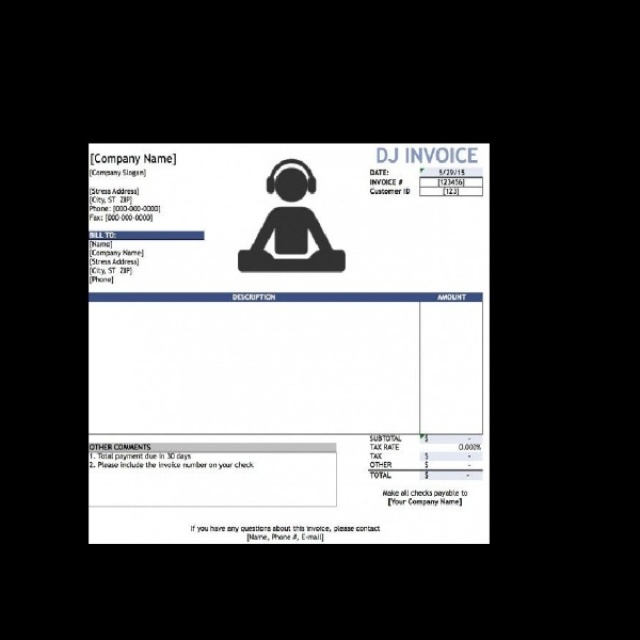 [Company Name]
[Company Slogan]
[Stress Address]
[City, ST ZIP]
Phone: [000-000-0000]
Fax: [000-000-0000]
DJ INVOICE
DATE: 5/29/15
INVOICE # [123456]
Customer ID [123]
BILL TO:
[Name]
[Company Name]
[Stress Address]
[City, ST ZIP]
[Phone]
DESCRIPTION AMOUNT
SUBTOTAL $ -
TAX RATE 0.000%
TAX $ -
OTHER $ -
TOTAL $ -
OTHER COMMENTS
1. Total payment due in 30 days
2. Please include the invoice number on your check
Make all checks payable to
[Your Company Name]
If you have any questions about this invoice, please contact
[Name, Phone #, E-mail]